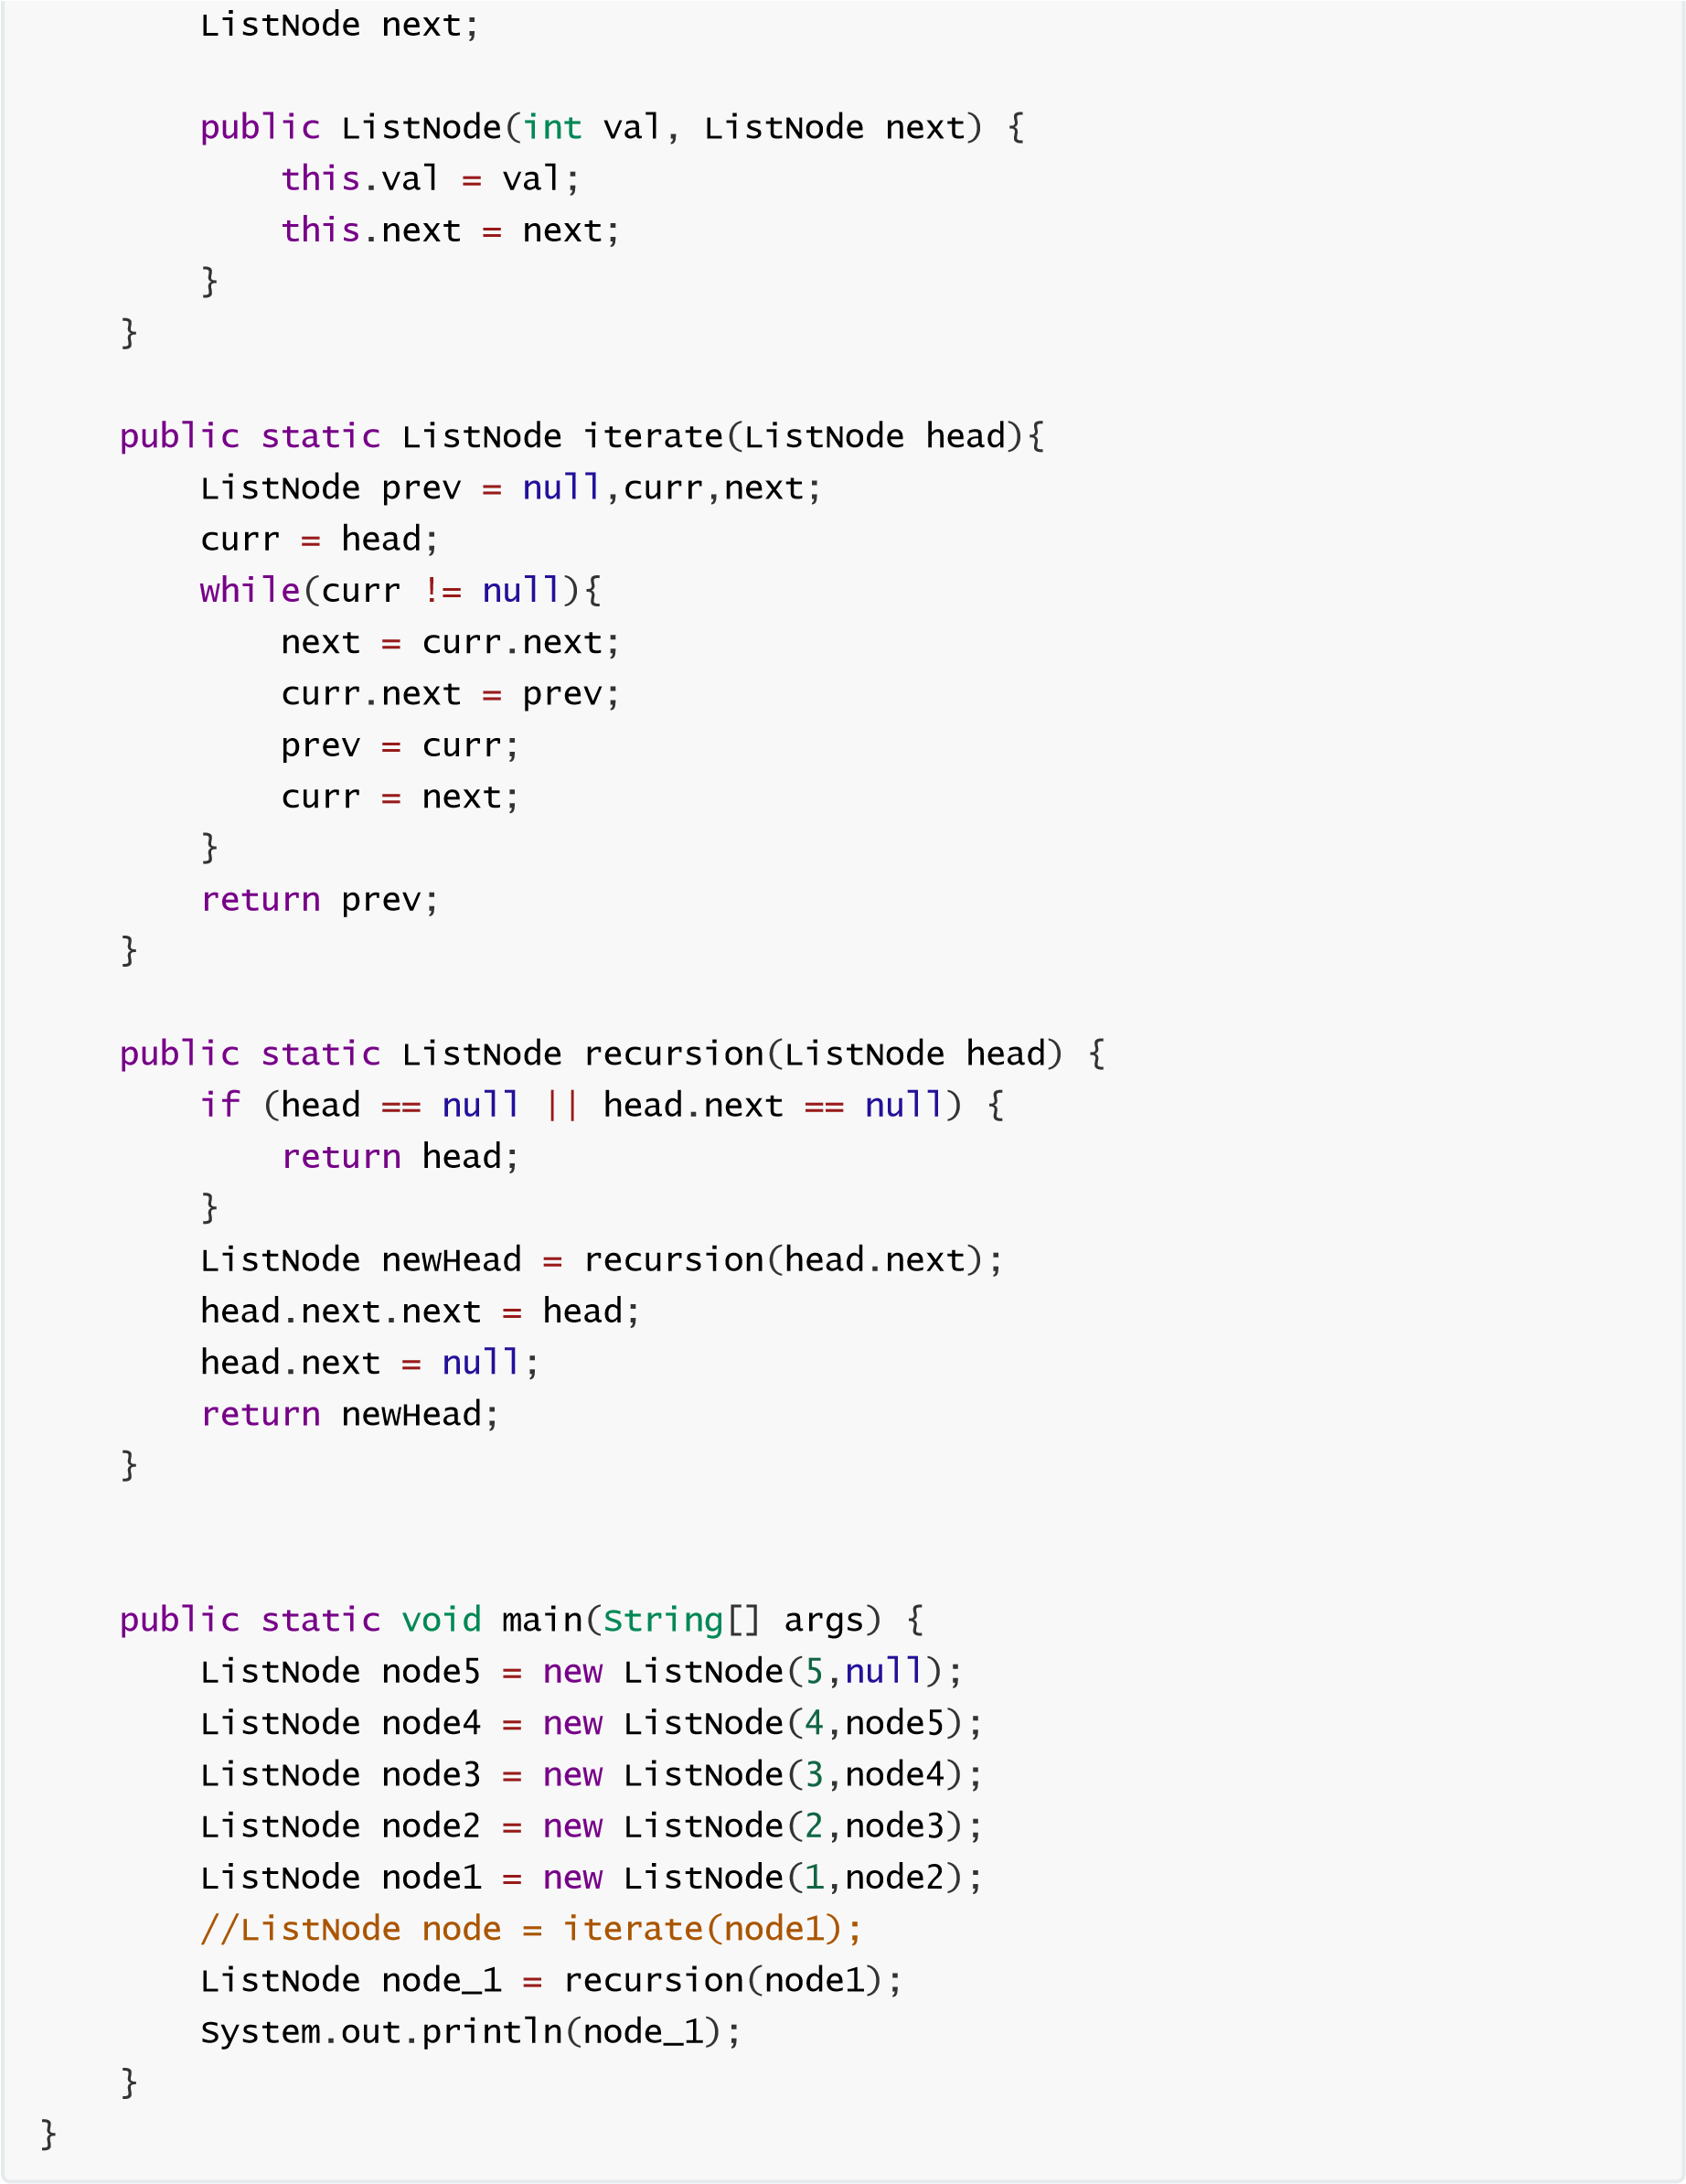 ListNode next;

        public ListNode(int val, ListNode next) {
            this.val = val;
            this.next = next;
        }
    }

    public static ListNode iterate(ListNode head){
        ListNode prev = null,curr,next;
        curr = head;
        while(curr != null){
            next = curr.next;
            curr.next = prev;
            prev = curr;
            curr = next;
        }
        return prev;
    }

    public static ListNode recursion(ListNode head) {
        if (head == null || head.next == null) {
            return head;
        }
        ListNode newHead = recursion(head.next);
        head.next.next = head;
        head.next = null;
        return newHead;
    }


    public static void main(String[] args) {
        ListNode node5 = new ListNode(5,null);
        ListNode node4 = new ListNode(4,node5);
        ListNode node3 = new ListNode(3,node4);
        ListNode node2 = new ListNode(2,node3);
        ListNode node1 = new ListNode(1,node2);
        //ListNode node = iterate(node1);
        ListNode node_1 = recursion(node1);
        System.out.println(node_1);
    }
}